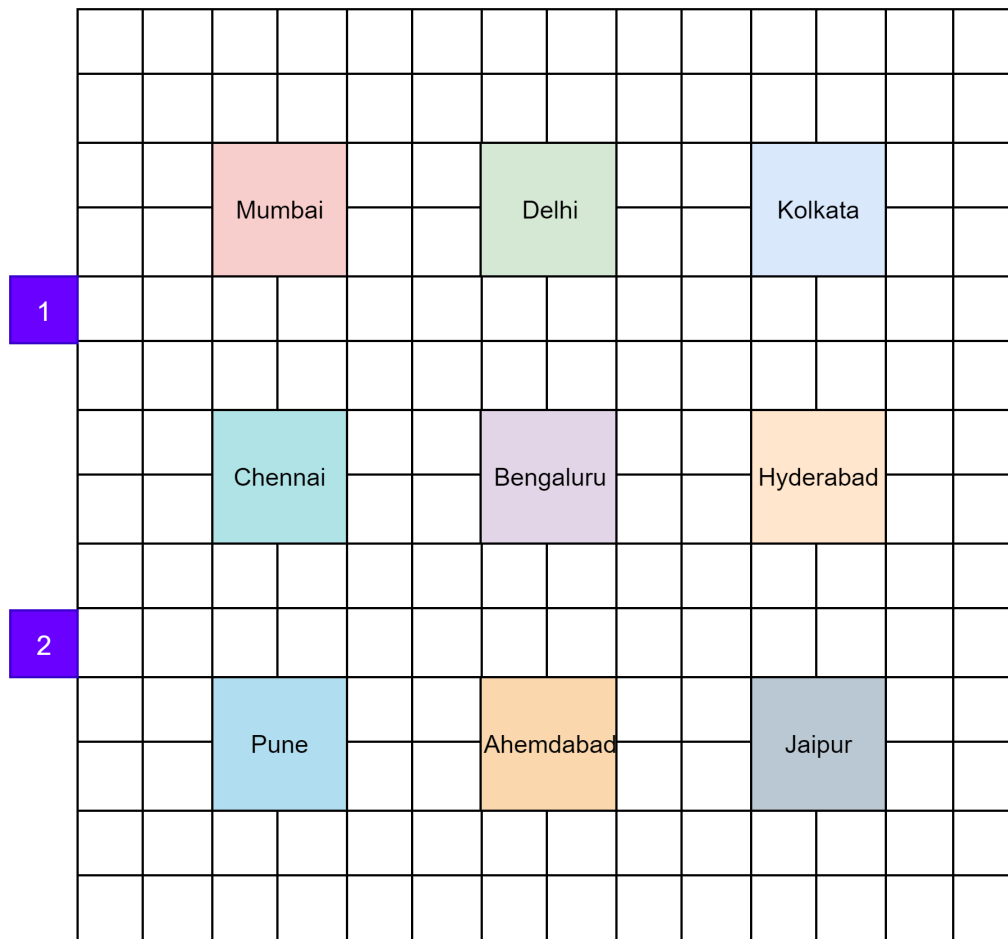 Mumbai
Delhi
Kolkata
1
Chennai
Bengaluru
Hyderabad
2
Pune
Ahemdabad
Jaipur